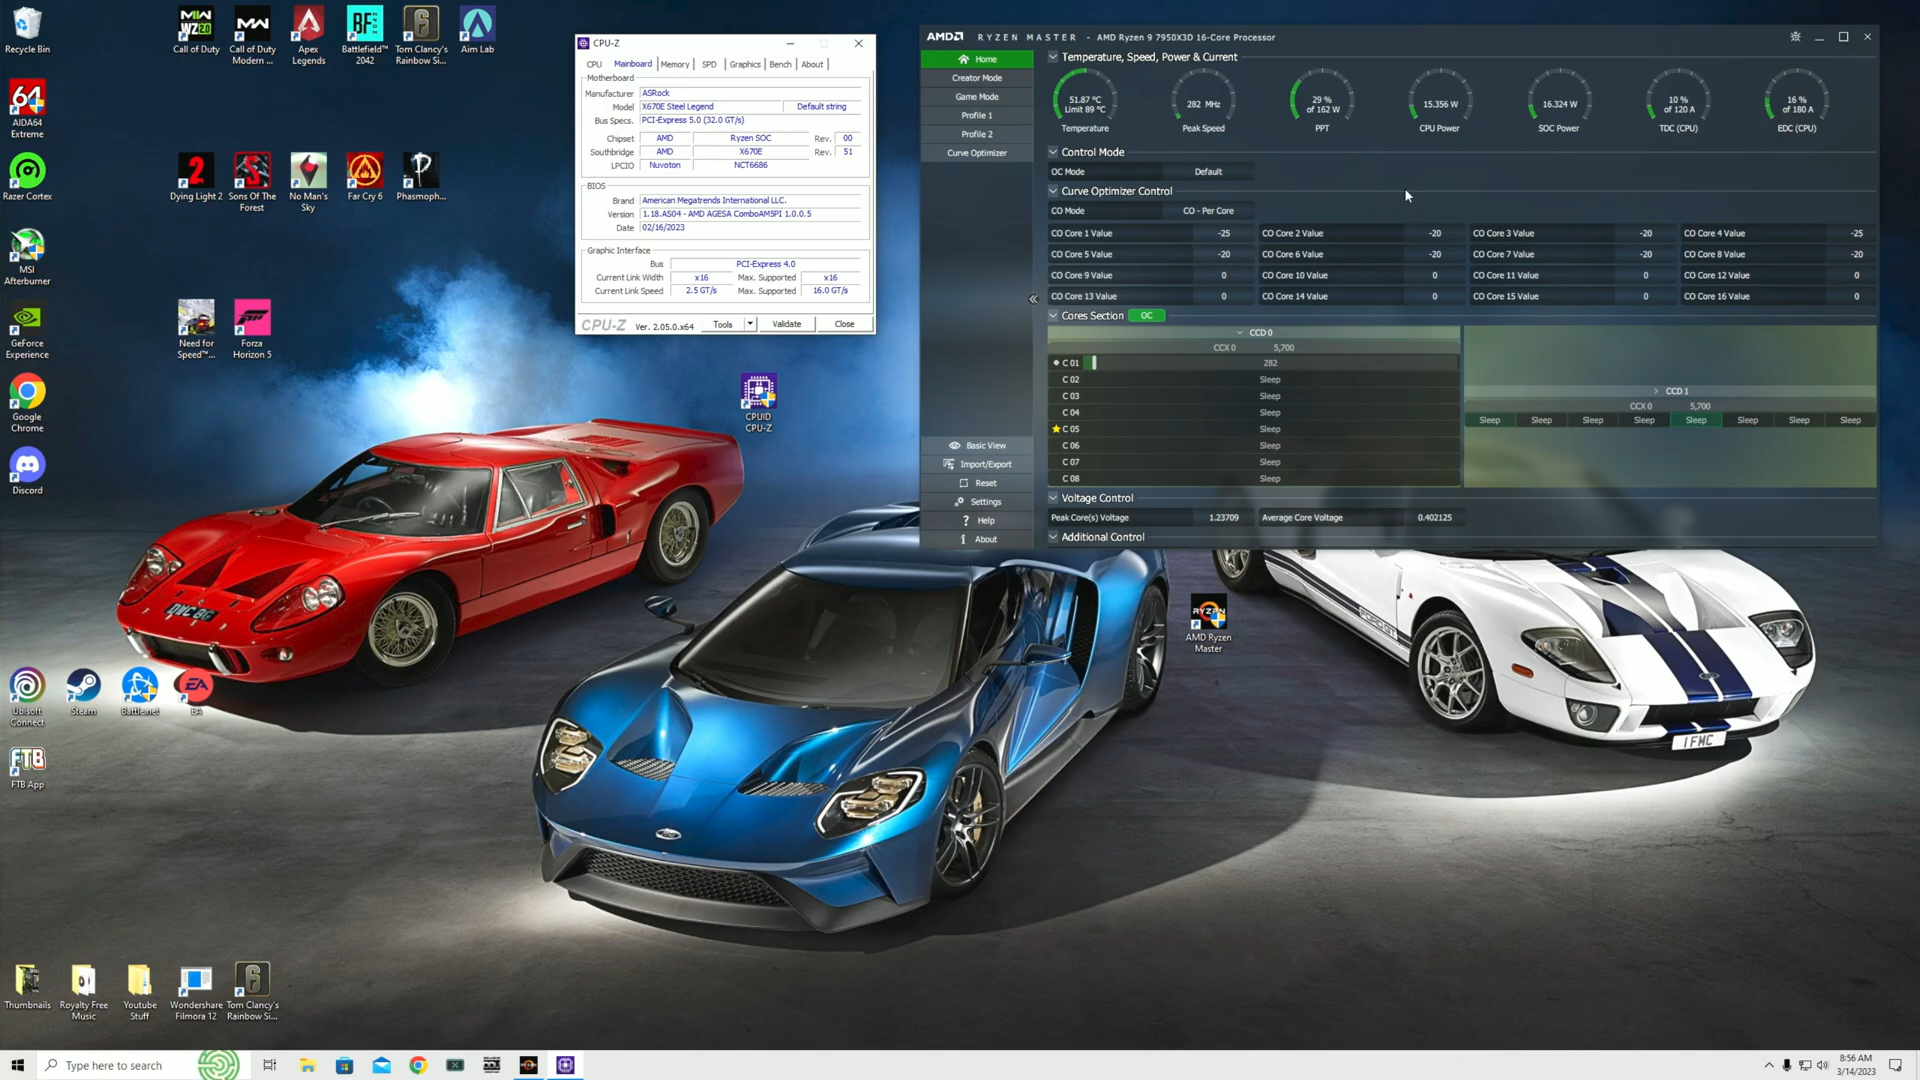 Recycle Bin
Call of Duty
Call of Duty Modern ...
Apex Legends
Battlefield™ 2042
Tom Clancy's Rainbow Si...
Aim Lab
AIDA64 Extreme
Razer Cortex
Dying Light 2
Sons Of The Forest
No Man's Sky
Far Cry 6
Phasmoph...
MSI Afterburner
GeForce Experience
Need for Speed™...
Forza Horizon 5
Google Chrome
Discord
CPUID CPU-Z
AMD Ryzen Master
Ubisoft Connect
Steam
Battle.net
EA
FTB App
Thumbnails
Royalty Free Music
Youtube Stuff
Wondershare Filmora 12
Tom Clancy's Rainbow Si...
CPU-Z
CPU Mainboard Memory SPD Graphics Bench About
Motherboard
Manufacturer ASRock
Model X670E Steel Legend Default string
Bus Specs. PCI-Express 5.0 (32.0 GT/s)
Chipset AMD Ryzen SOC Rev. 00
Southbridge AMD X670E Rev. 51
LPCIO Nuvoton NCT6686
BIOS
Brand American Megatrends International LLC.
Version 1.18.AS04 - AMD AGESA ComboAM5PI 1.0.0.5
Date 02/16/2023
Graphic Interface
Bus PCI-Express 4.0
Current Link Width x16 Max. Supported x16
Current Link Speed 2.5 GT/s Max. Supported 16.0 GT/s
CPU-Z Ver. 2.05.0.x64 Tools Validate Close
AMD RYZEN MASTER - AMD Ryzen 9 7950X3D 16-Core Processor
Home
Creator Mode
Game Mode
Profile 1
Profile 2
Curve Optimizer
Basic View
Import/Export
Reset
Settings
Help
About
Temperature, Speed, Power & Current
51.87 °C 282 MHz 29 % 15.356 W 16.324 W 10 % 16 %
Limit 89 °C of 162 W of 120 A of 180 A
Temperature Peak Speed PPT CPU Power SOC Power TDC (CPU) EDC (CPU)
Control Mode
OC Mode Default
Curve Optimizer Control
CO Mode CO - Per Core
CO Core 1 Value -25 CO Core 2 Value -20 CO Core 3 Value -20 CO Core 4 Value -25
CO Core 5 Value -20 CO Core 6 Value -20 CO Core 7 Value -20 CO Core 8 Value -20
CO Core 9 Value 0 CO Core 10 Value 0 CO Core 11 Value 0 CO Core 12 Value 0
CO Core 13 Value 0 CO Core 14 Value 0 CO Core 15 Value 0 CO Core 16 Value 0
Cores Section OC
CCD 0
CCX 0 5,700
C 01 282
C 02 Sleep
C 03 Sleep
C 04 Sleep
C 05 Sleep
C 06 Sleep
C 07 Sleep
C 08 Sleep
CCD 1
CCX 0 5,700
Sleep Sleep Sleep Sleep Sleep Sleep Sleep Sleep
Voltage Control
Peak Core(s) Voltage 1.23709 Average Core Voltage 0.402125
Additional Control
DWC 8G
1 FMC
Type here to search
8:56 AM
3/14/2023